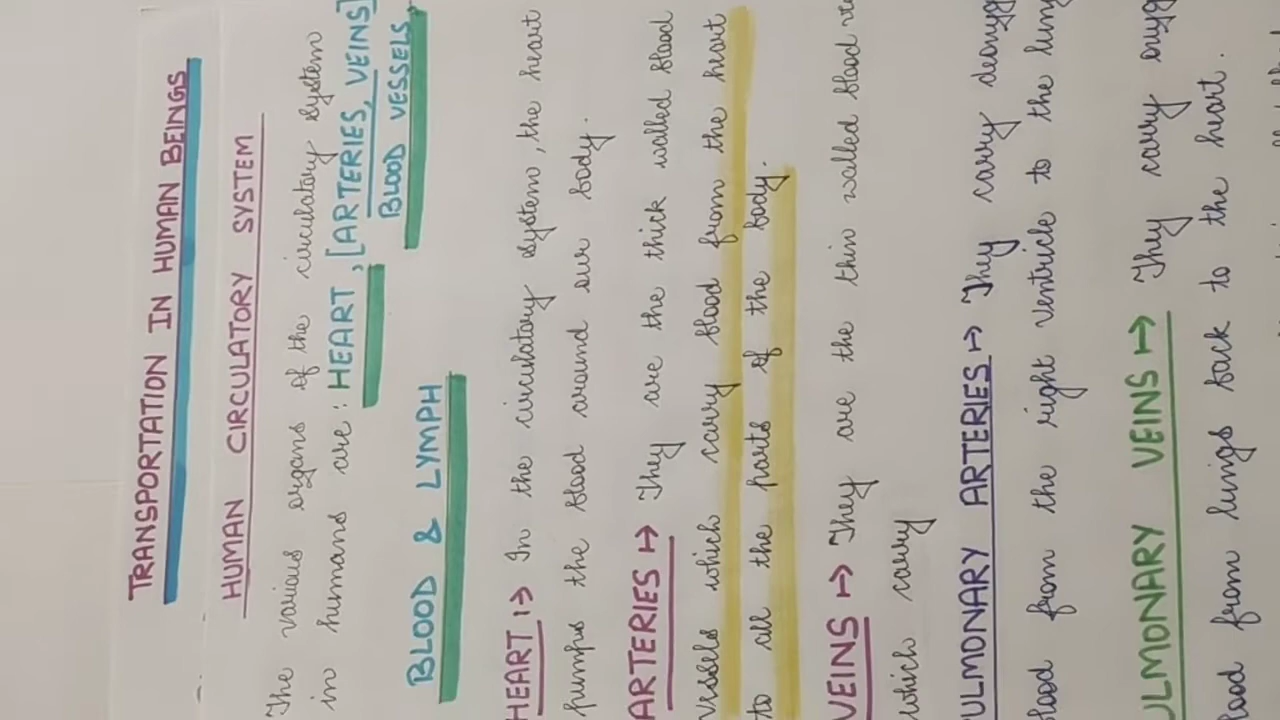 TRANSPORTATION IN HUMAN BEINGS
HUMAN CIRCULATORY SYSTEM
The various organs of the circulatory system
in humans are: HEART, [ARTERIES, VEINS]
BLOOD VESSELS
BLOOD & LYMPH
HEART ↦ In the circulatory system, the heart
pumps the blood around our body.
ARTERIES ↦ They are the thick walled blood
vessels which carry blood from the heart
to all the parts of the body.
VEINS ↦ They are the thin walled blood
which carry
ULMONARY ARTERIES ↦ They carry deoxyg
blood from the right ventricle to the lung
ULMONARY VEINS ↦ They carry oxyg
blood from lungs back to the heart.